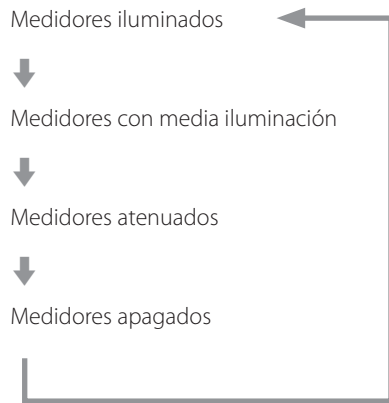 Medidores iluminados
Medidores con media iluminación
Medidores atenuados
Medidores apagados